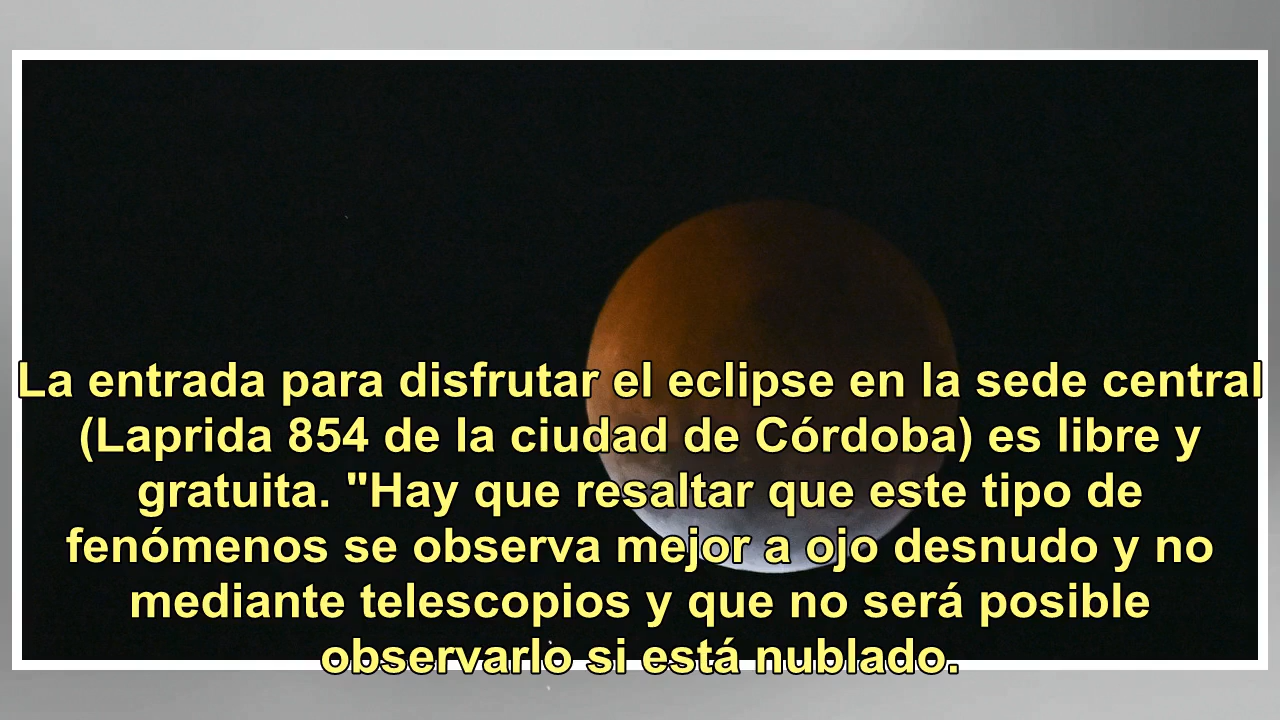 La entrada para disfrutar el eclipse en la sede central
(Laprida 854 de la ciudad de Córdoba) es libre y
gratuita. "Hay que resaltar que este tipo de
fenómenos se observa mejor a ojo desnudo y no
mediante telescopios y que no será posible
observarlo si está nublado.